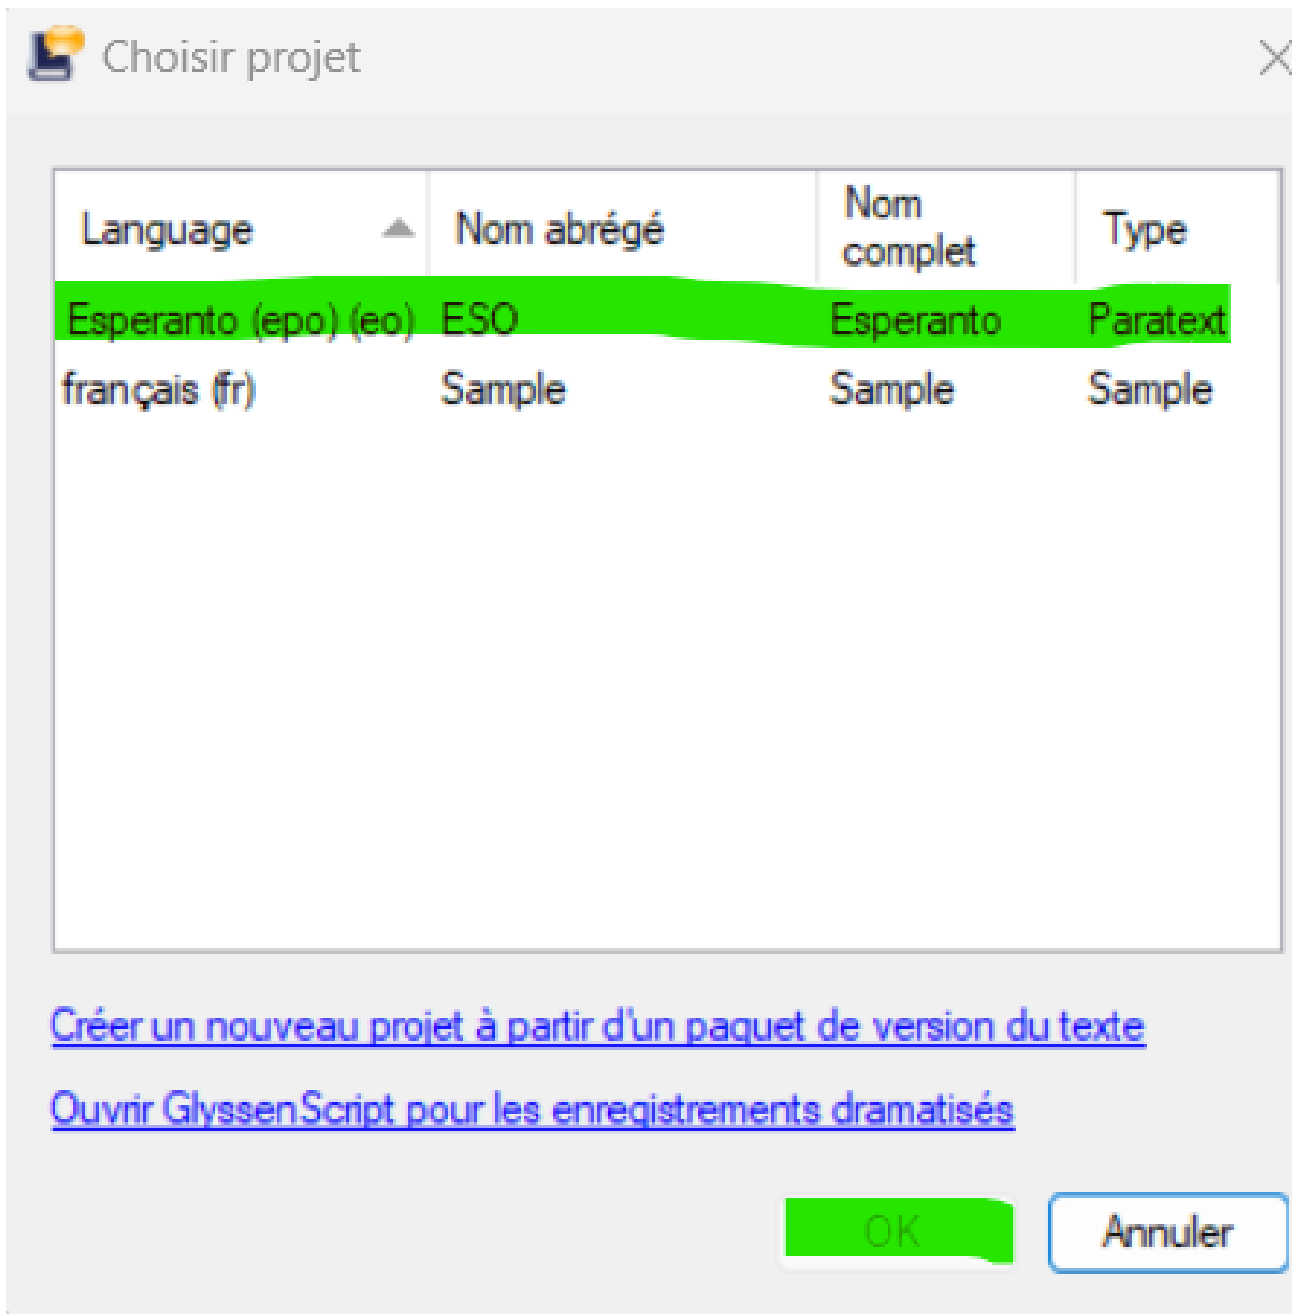 Choisir projet
Language Nom abrégé Nom complet Type
Esperanto (epo) (eo) ESO Esperanto Paratext
français (fr) Sample Sample Sample
Créer un nouveau projet à partir d'un paquet de version du texte
Ouvrir GlyssenScript pour les enregistrements dramatisés
OK Annuler